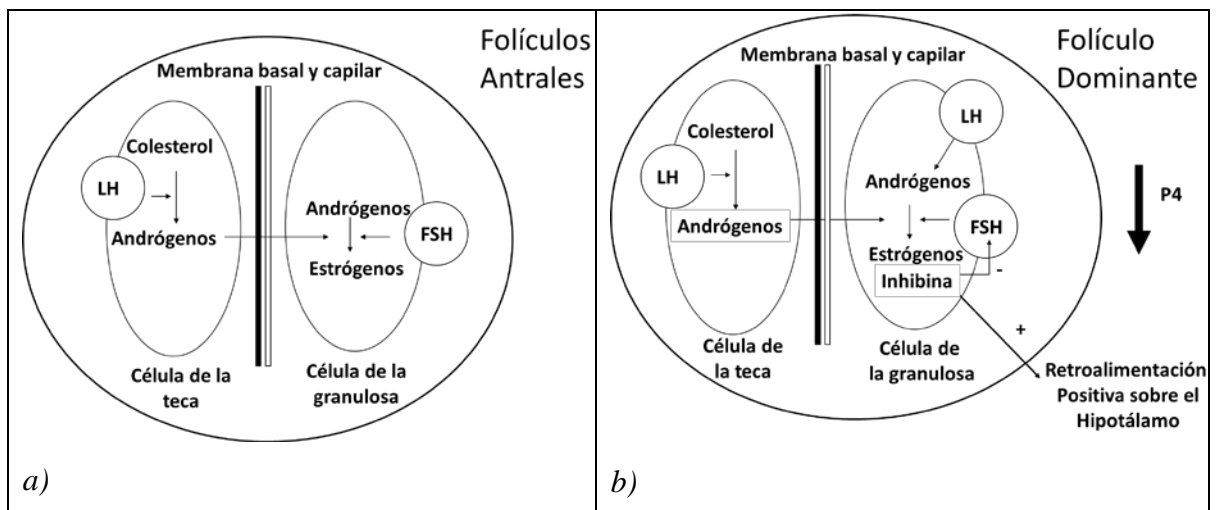 Folículos
Antrales
Membrana basal y capilar
Colesterol
LH
Andrógenos
Andrógenos
FSH
Estrógenos
Célula de la
teca
Célula de la
granulosa
a)
Folículo
Dominante
Membrana basal y capilar
LH
Colesterol
LH
Andrógenos
P4
Andrógenos
FSH
Estrógenos
Inhibina
-
+
Célula de
la teca
Célula de
la granulosa
Retroalimentación
Positiva sobre el
Hipotálamo
b)